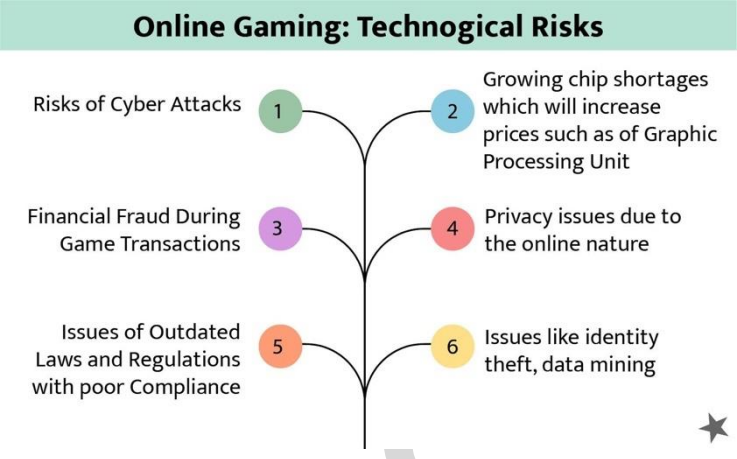 Online Gaming: Technogical Risks
Risks of Cyber Attacks
1
2
Growing chip shortages
which will increase
prices such as of Graphic
Processing Unit
Financial Fraud During
Game Transactions
3
4
Privacy issues due to
the online nature
Issues of Outdated
Laws and Regulations
with poor Compliance
5
6
Issues like identity
theft, data mining